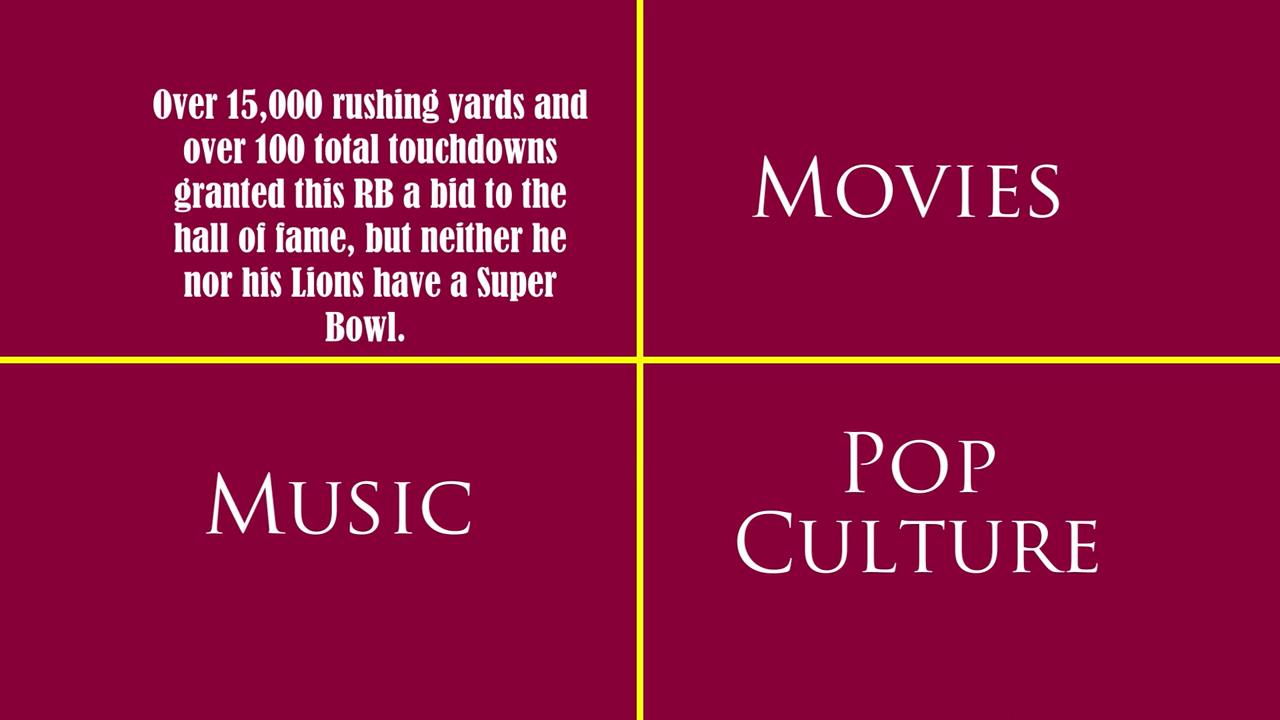 Over 15,000 rushing yards and
over 100 total touchdowns
granted this RB a bid to the
hall of fame, but neither he
nor his Lions have a Super
Bowl.
Movies
Music
Pop
Culture